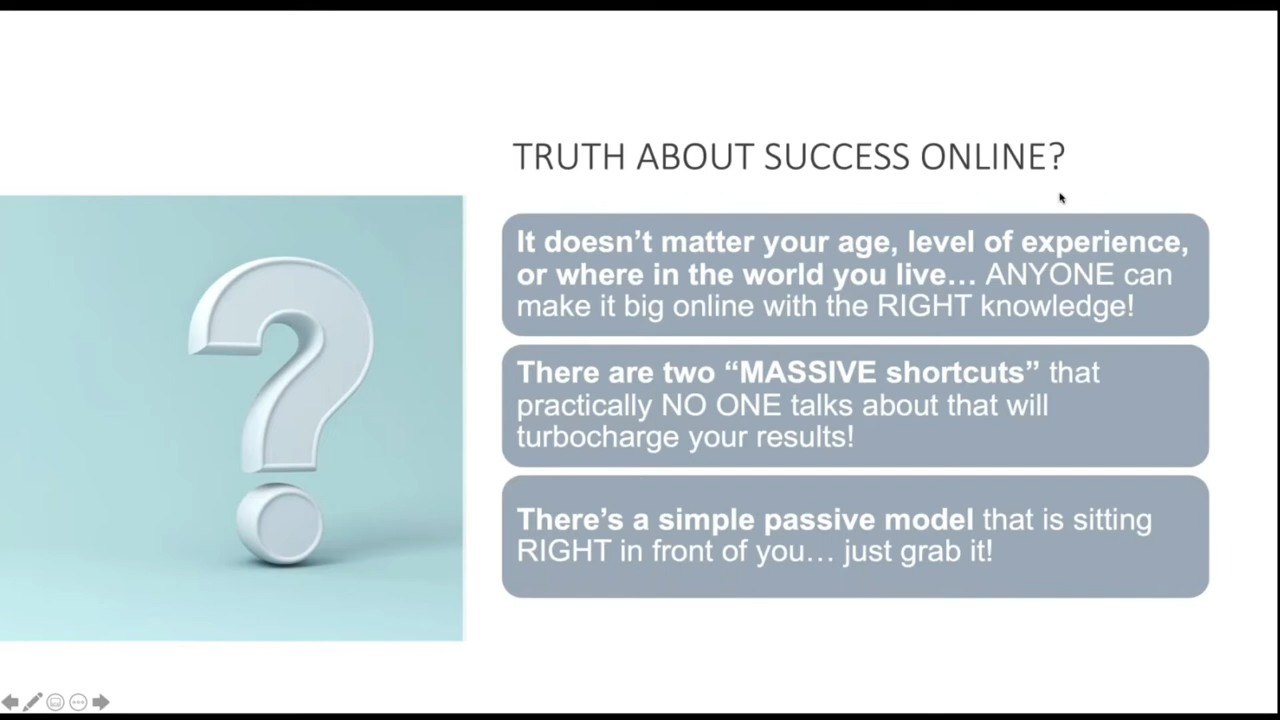 TRUTH ABOUT SUCCESS ONLINE?
It doesn’t matter your age, level of experience,
or where in the world you live… ANYONE can
make it big online with the RIGHT knowledge!
There are two “MASSIVE shortcuts” that
practically NO ONE talks about that will
turbocharge your results!
There’s a simple passive model that is sitting
RIGHT in front of you… just grab it!